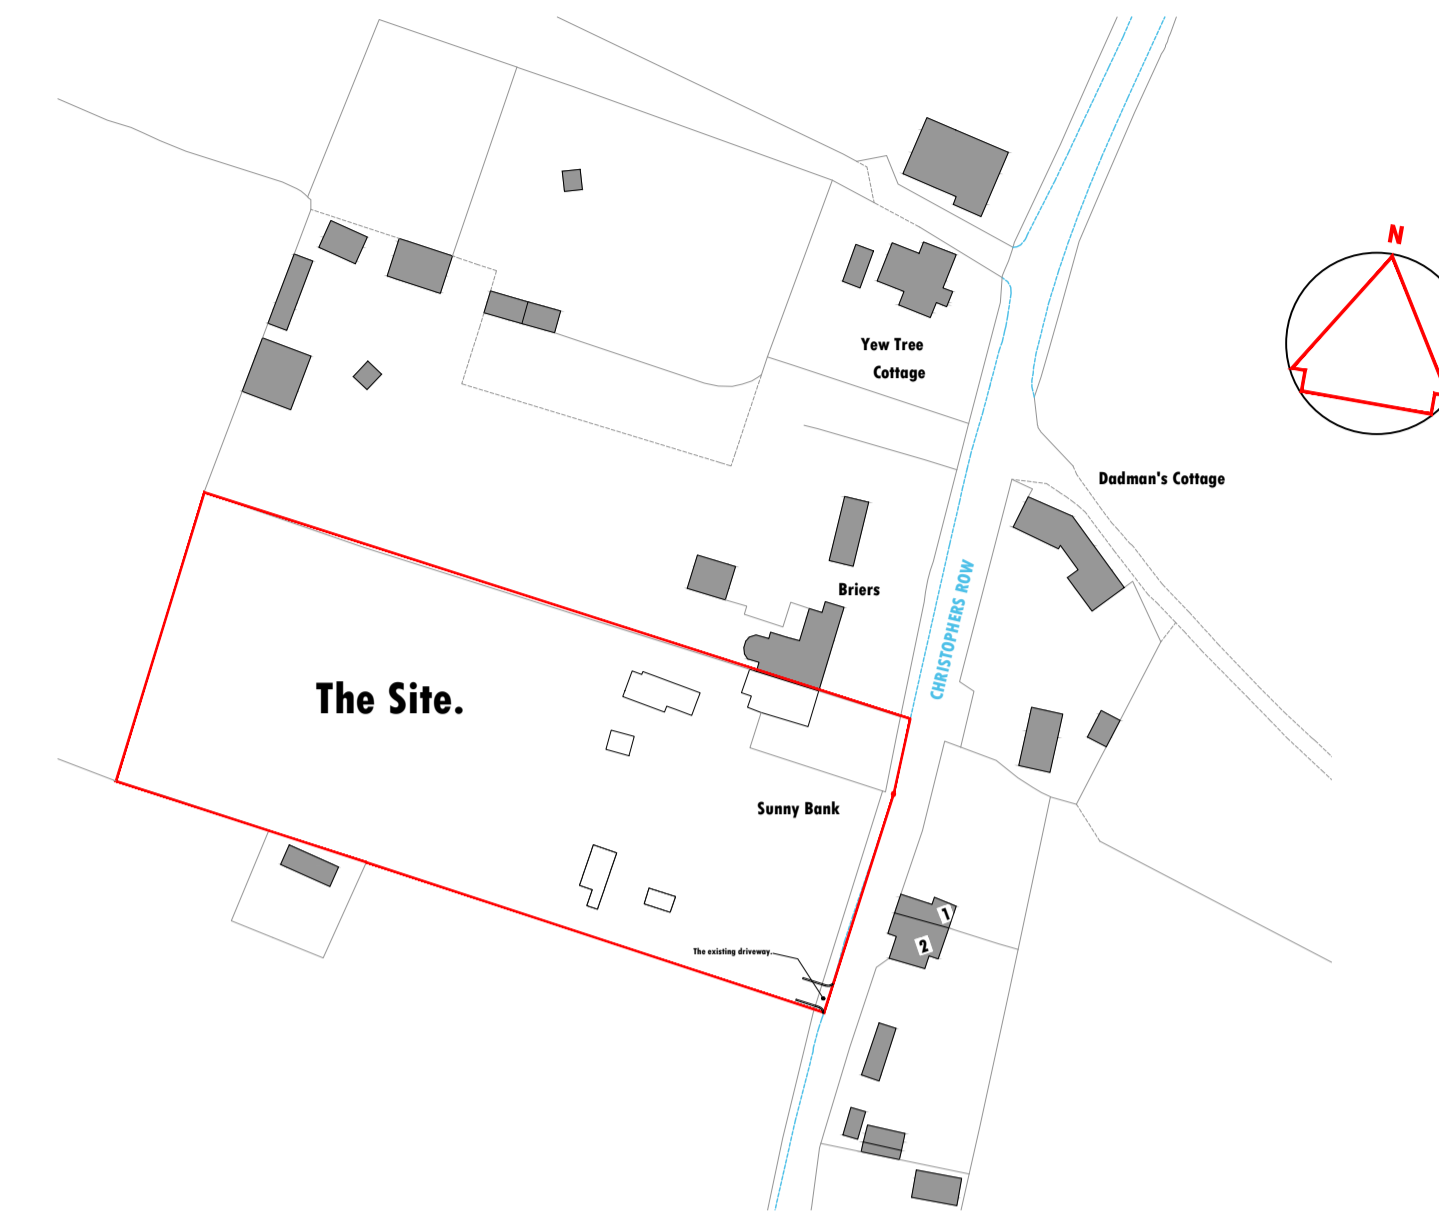 N
Yew Tree
Cottage
Dadman's Cottage
CHRISTOPHERS ROW
Briers
The Site.
Sunny Bank
1
2
The existing driveway.